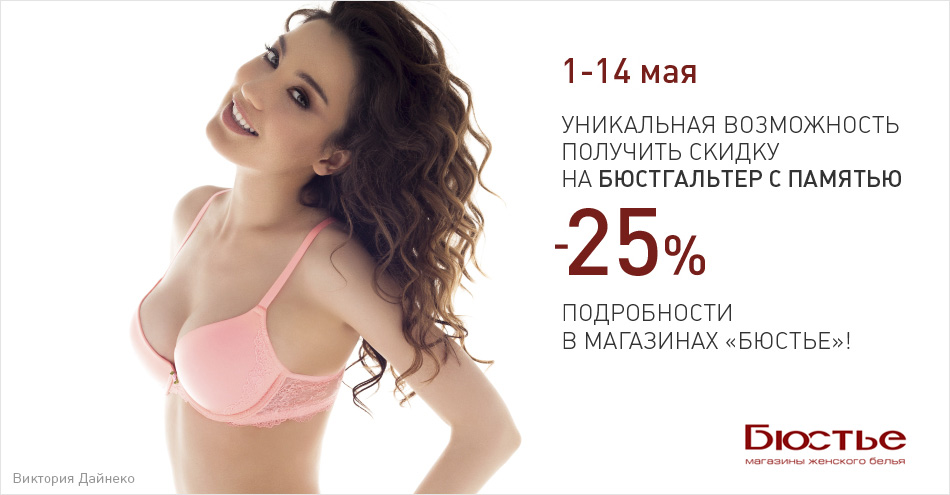 1-14 мая
УНИКАЛЬНАЯ ВОЗМОЖНОСТЬ
ПОЛУЧИТЬ СКИДКУ
НА БЮСТГАЛЬТЕР С ПАМЯТЬЮ
-25%
ПОДРОБНОСТИ
В МАГАЗИНАХ «БЮСТЬЕ»!
Бюстье
магазины женского белья
Виктория Дайнеко